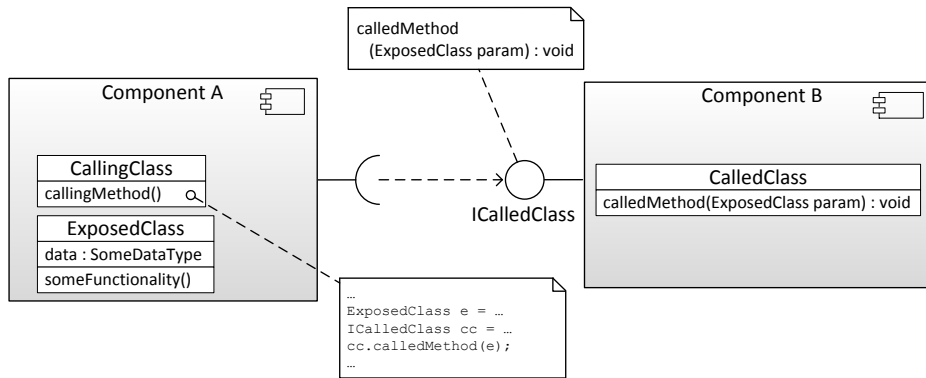 calledMethod
(ExposedClass param) : void
Component A
CallingClass
callingMethod()
ExposedClass
data : SomeDataType
someFunctionality()
ICalledClass
Component B
CalledClass
calledMethod(ExposedClass param) : void
…
ExposedClass e = …
ICalledClass cc = …
cc.calledMethod(e);
…